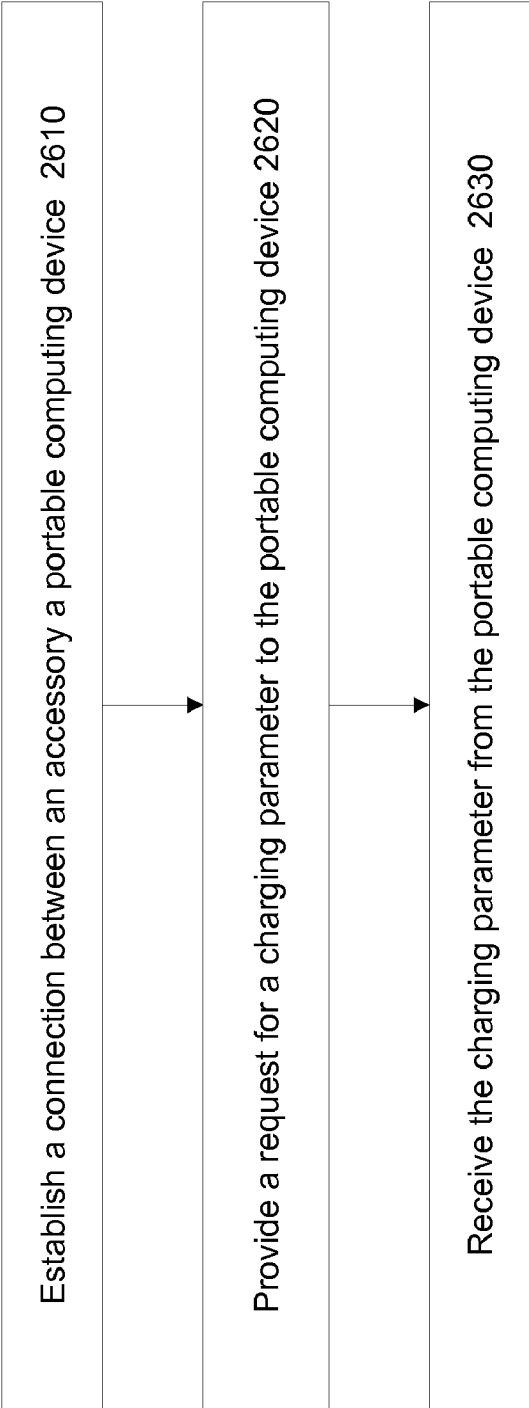 Establish a connection between an accessory a portable computing device 2610
Provide a request for a charging parameter to the portable computing device 2620
Receive the charging parameter from the portable computing device 2630